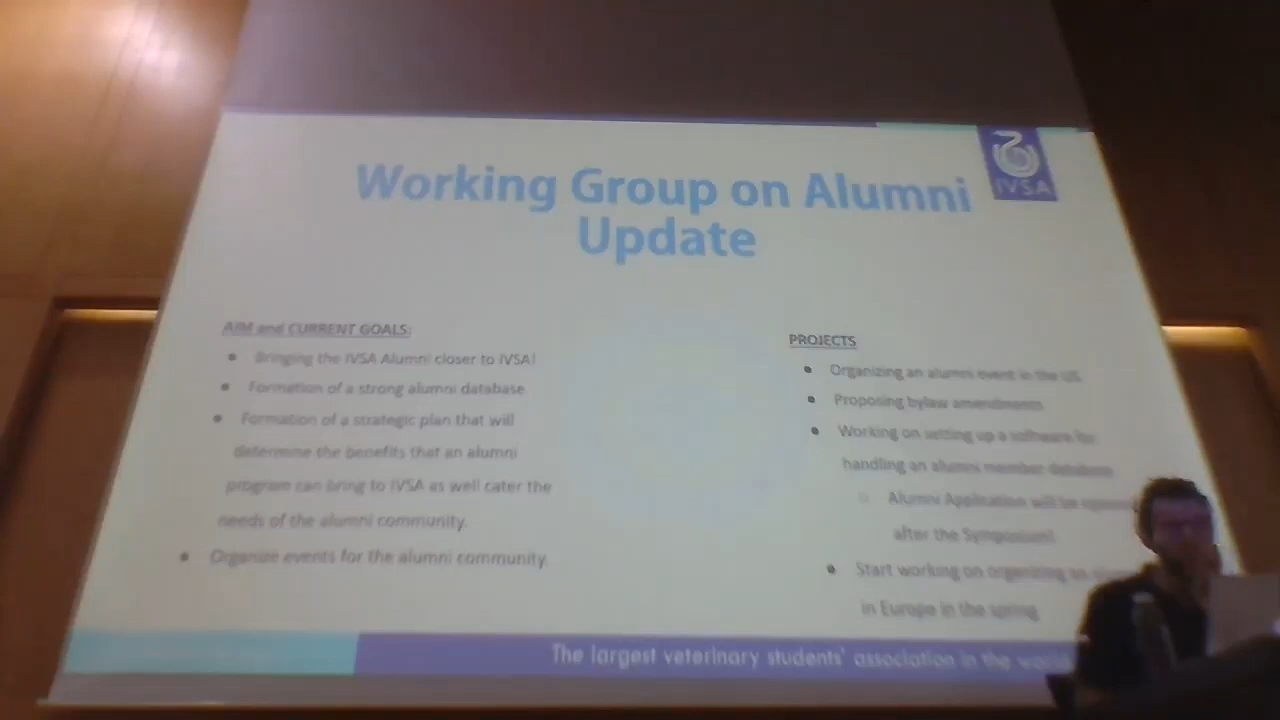 Working Group on Alumni
Update
IVSA
AIM and CURRENT GOALS:
● Bringing the IVSA Alumni closer to IVSA!
● Formation of a strong alumni database.
● Formation of a strategic plan that will
determine the benefits that an alumni
program can bring to IVSA as well cater the
needs of the alumni community.
● Organize events for the alumni community.
PROJECTS
● Organizing an alumni event in the US
● Proposing bylaw amendments
● Working on setting up a software for
handling an alumni member database
○ Alumni Application will be opened
after the Symposium!
● Start working on organizing an
in Europe in the spring
The largest veterinary students' association in the world